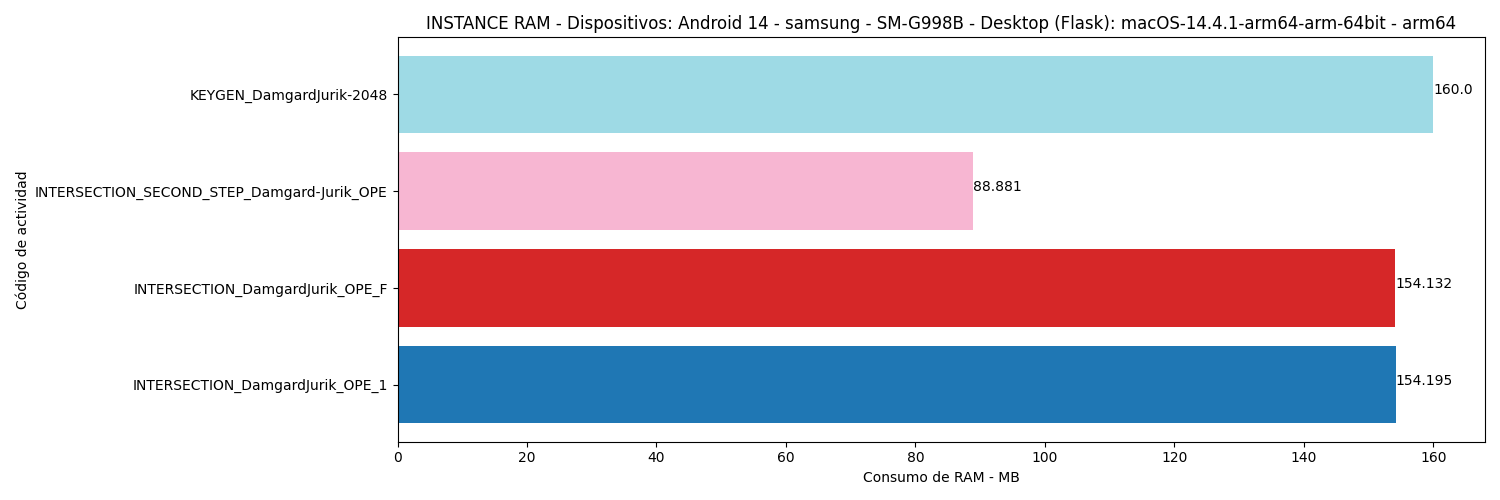 INSTANCE RAM - Dispositivos: Android 14 - samsung - SM-G998B - Desktop (Flask): macOS-14.4.1-arm64-arm-64bit - arm64
Código de actividad
KEYGEN_DamgardJurik-2048
160.0
INTERSECTION_SECOND_STEP_Damgard-Jurik_OPE
88.881
INTERSECTION_DamgardJurik_OPE_F
154.132
INTERSECTION_DamgardJurik_OPE_1
154.195
0 20 40 60 80 100 120 140 160
Consumo de RAM - MB